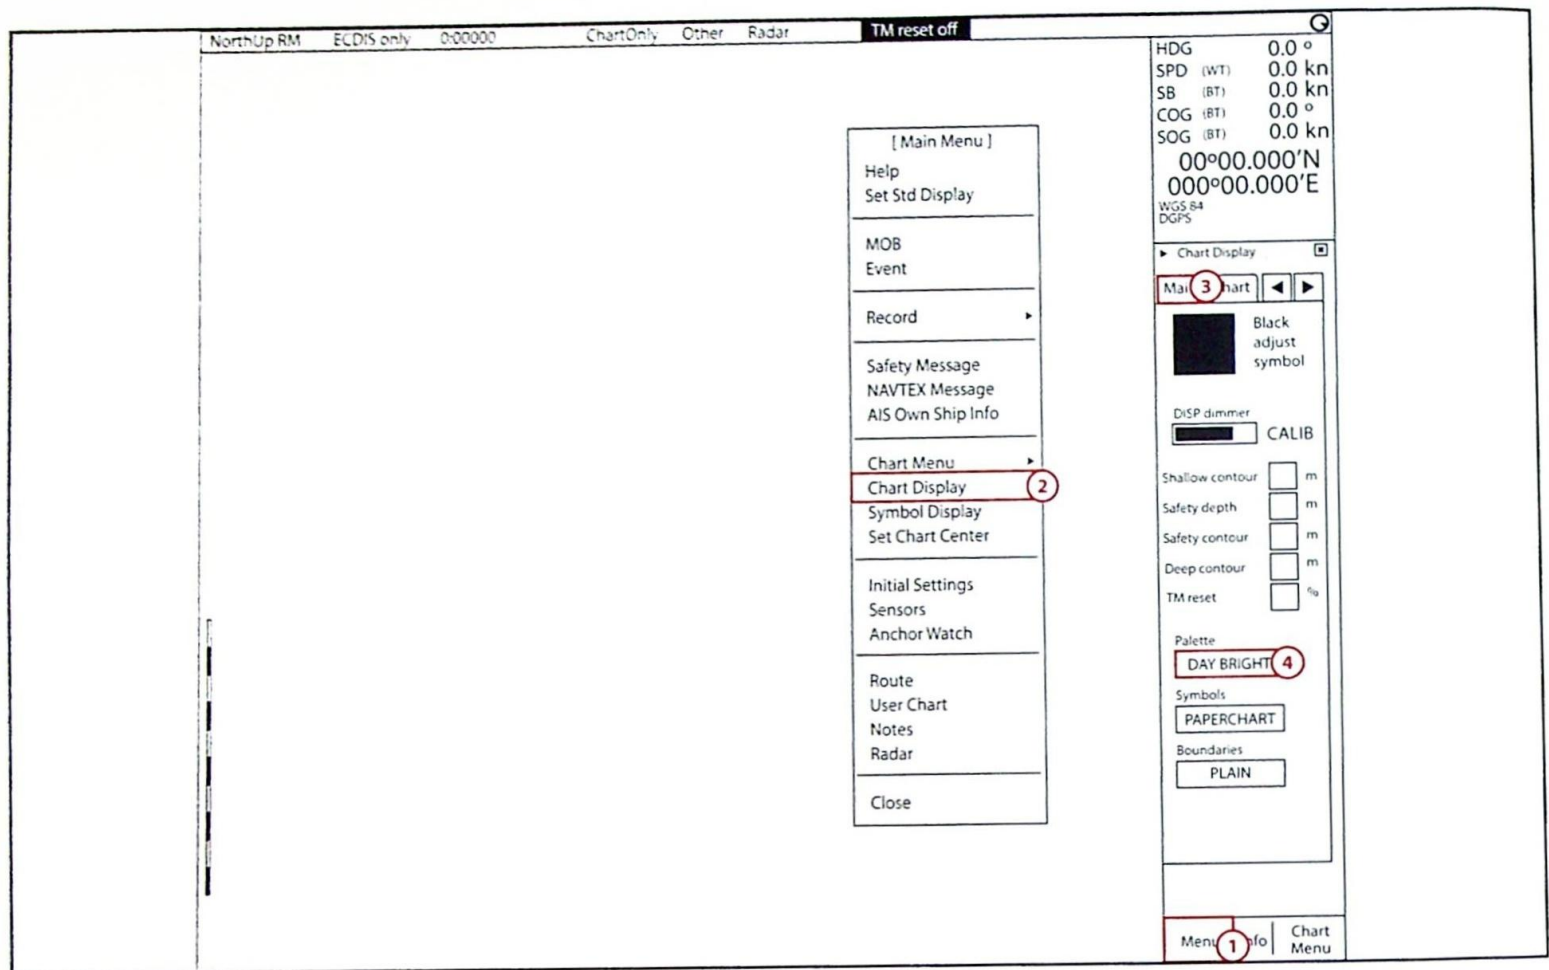 NorthUp RM ECDIS only 0:00000 ChartOnly Other Radar TM reset off
HDG 0.0 °
SPD (WT) 0.0 kn
SB (BT) 0.0 kn
COG (BT) 0.0 °
SOG (BT) 0.0 kn
00°00.000'N
000°00.000'E
WGS 84
DGPS
[ Main Menu ]
Help
Set Std Display
MOB
Event
Record
Safety Message
NAVTEX Message
AIS Own Ship Info
Chart Menu
Chart Display 2
Symbol Display
Set Chart Center
Initial Settings
Sensors
Anchor Watch
Route
User Chart
Notes
Radar
Close
Chart Display
Mai 3 hart
Black
adjust
symbol
DISP dimmer
CALIB
Shallow contour m
Safety depth m
Safety contour m
Deep contour m
TM reset %
Palette
DAY BRIGHT 4
Symbols
PAPERCHART
Boundaries
PLAIN
Menu 1 nfo
Chart
Menu